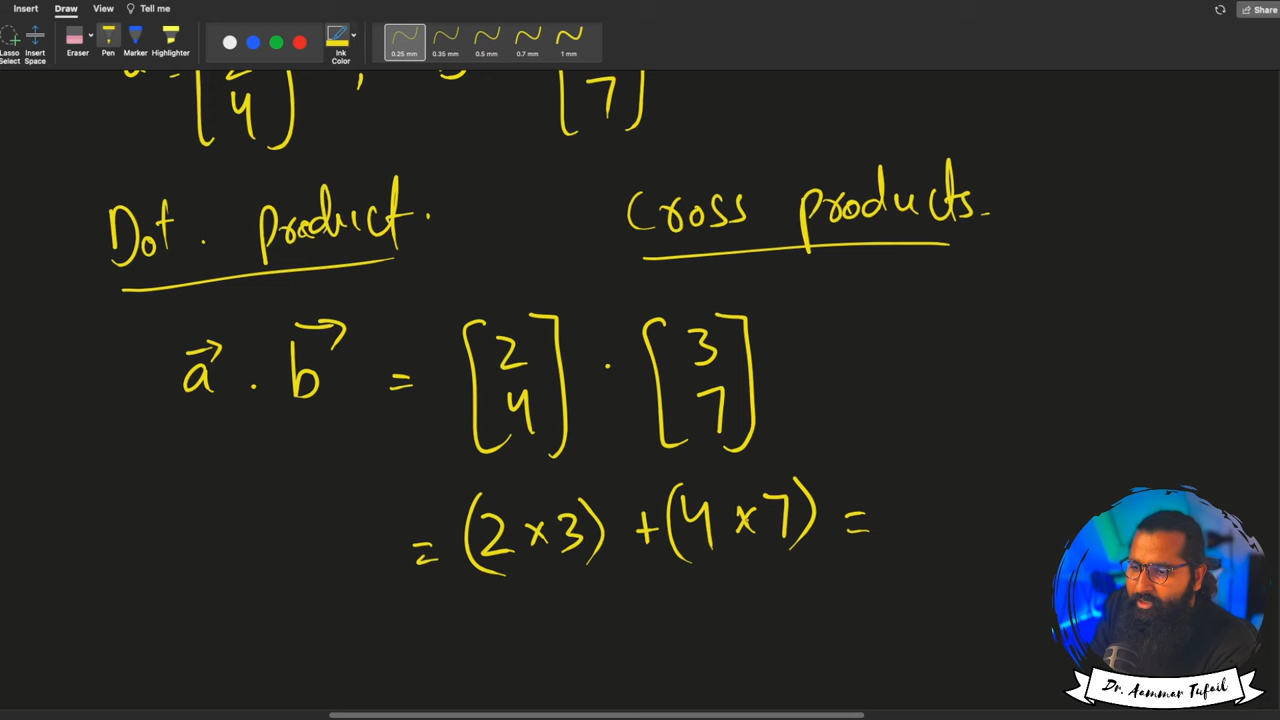 Insert Draw View Tell me
Share
Lasso Select
Insert Space
Eraser
Pen
Marker
Highlighter
Ink Color
0.25 mm
0.35 mm
0.5 mm
0.7 mm
1 mm
a = [2 , b [
4] 7]
Dot. product. Cross products.
a⃗ . b⃗ = [2 4] . [3 7]
= (2 × 3) + (4 × 7) =
Dr. Aammar Tufail